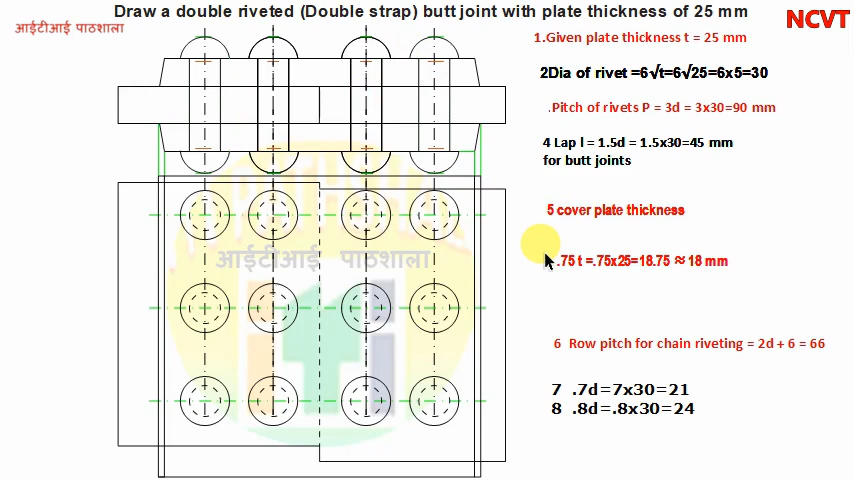 Draw a double riveted (Double strap) butt joint with plate thickness of 25 mm
आईटीआई पाठशाला
NCVT
1.Given plate thickness t = 25 mm
2Dia of rivet =6√t=6√25=6x5=30
.Pitch of rivets P = 3d = 3x30=90 mm
4 Lap l = 1.5d = 1.5x30=45 mm
for butt joints
5 cover plate thickness
आईटीआई पाठशाला
.75 t =.75x25=18.75 ≈ 18 mm
6 Row pitch for chain riveting = 2d + 6 = 66
7 .7d=7x30=21
8 .8d=.8x30=24